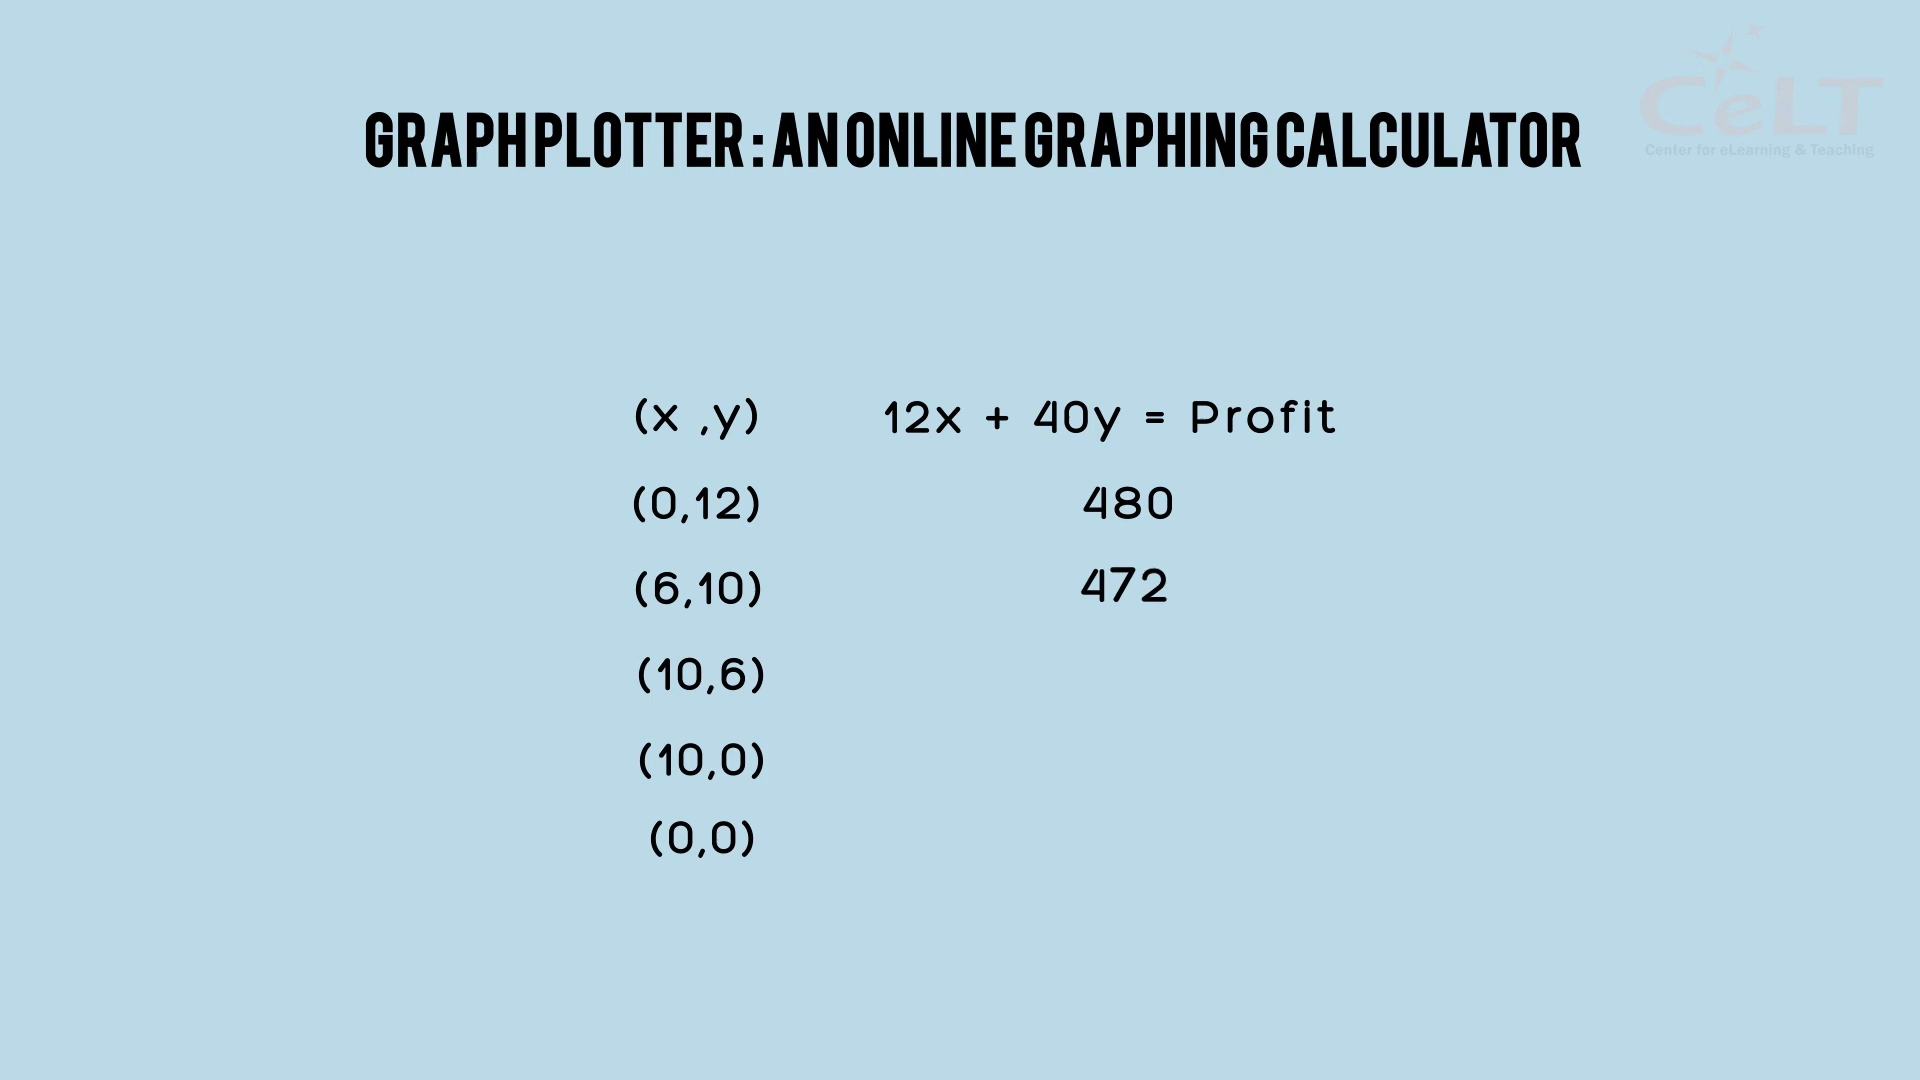 CeLT
Center for eLearning & Teaching
GRAPH PLOTTER : AN ONLINE GRAPHING CALCULATOR
(x ,y) 12x + 40y = Profit
(0,12) 480
(6,10) 472
(10,6)
(10,0)
(0,0)